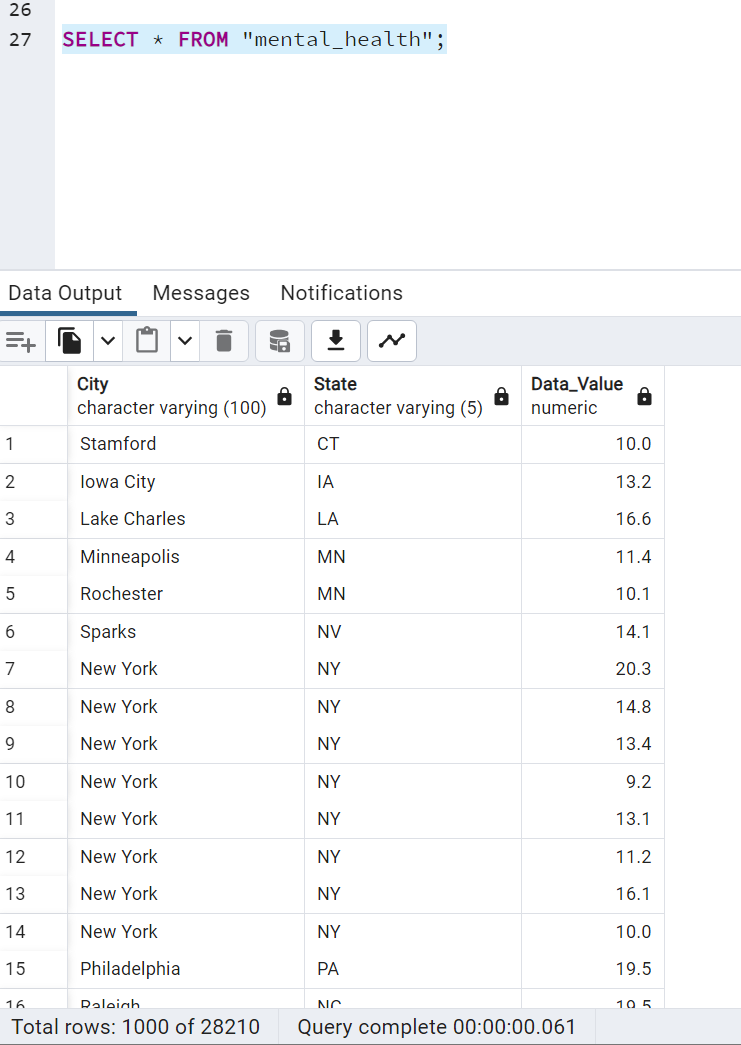 26
27 SELECT * FROM "mental_health";
Data Output Messages Notifications
City State Data_Value
character varying (100) character varying (5) numeric
1 Stamford CT 10.0
2 Iowa City IA 13.2
3 Lake Charles LA 16.6
4 Minneapolis MN 11.4
5 Rochester MN 10.1
6 Sparks NV 14.1
7 New York NY 20.3
8 New York NY 14.8
9 New York NY 13.4
10 New York NY 9.2
11 New York NY 13.1
12 New York NY 11.2
13 New York NY 16.1
14 New York NY 10.0
15 Philadelphia PA 19.5
16 Raleigh NC 19.5
Total rows: 1000 of 28210 Query complete 00:00:00.061